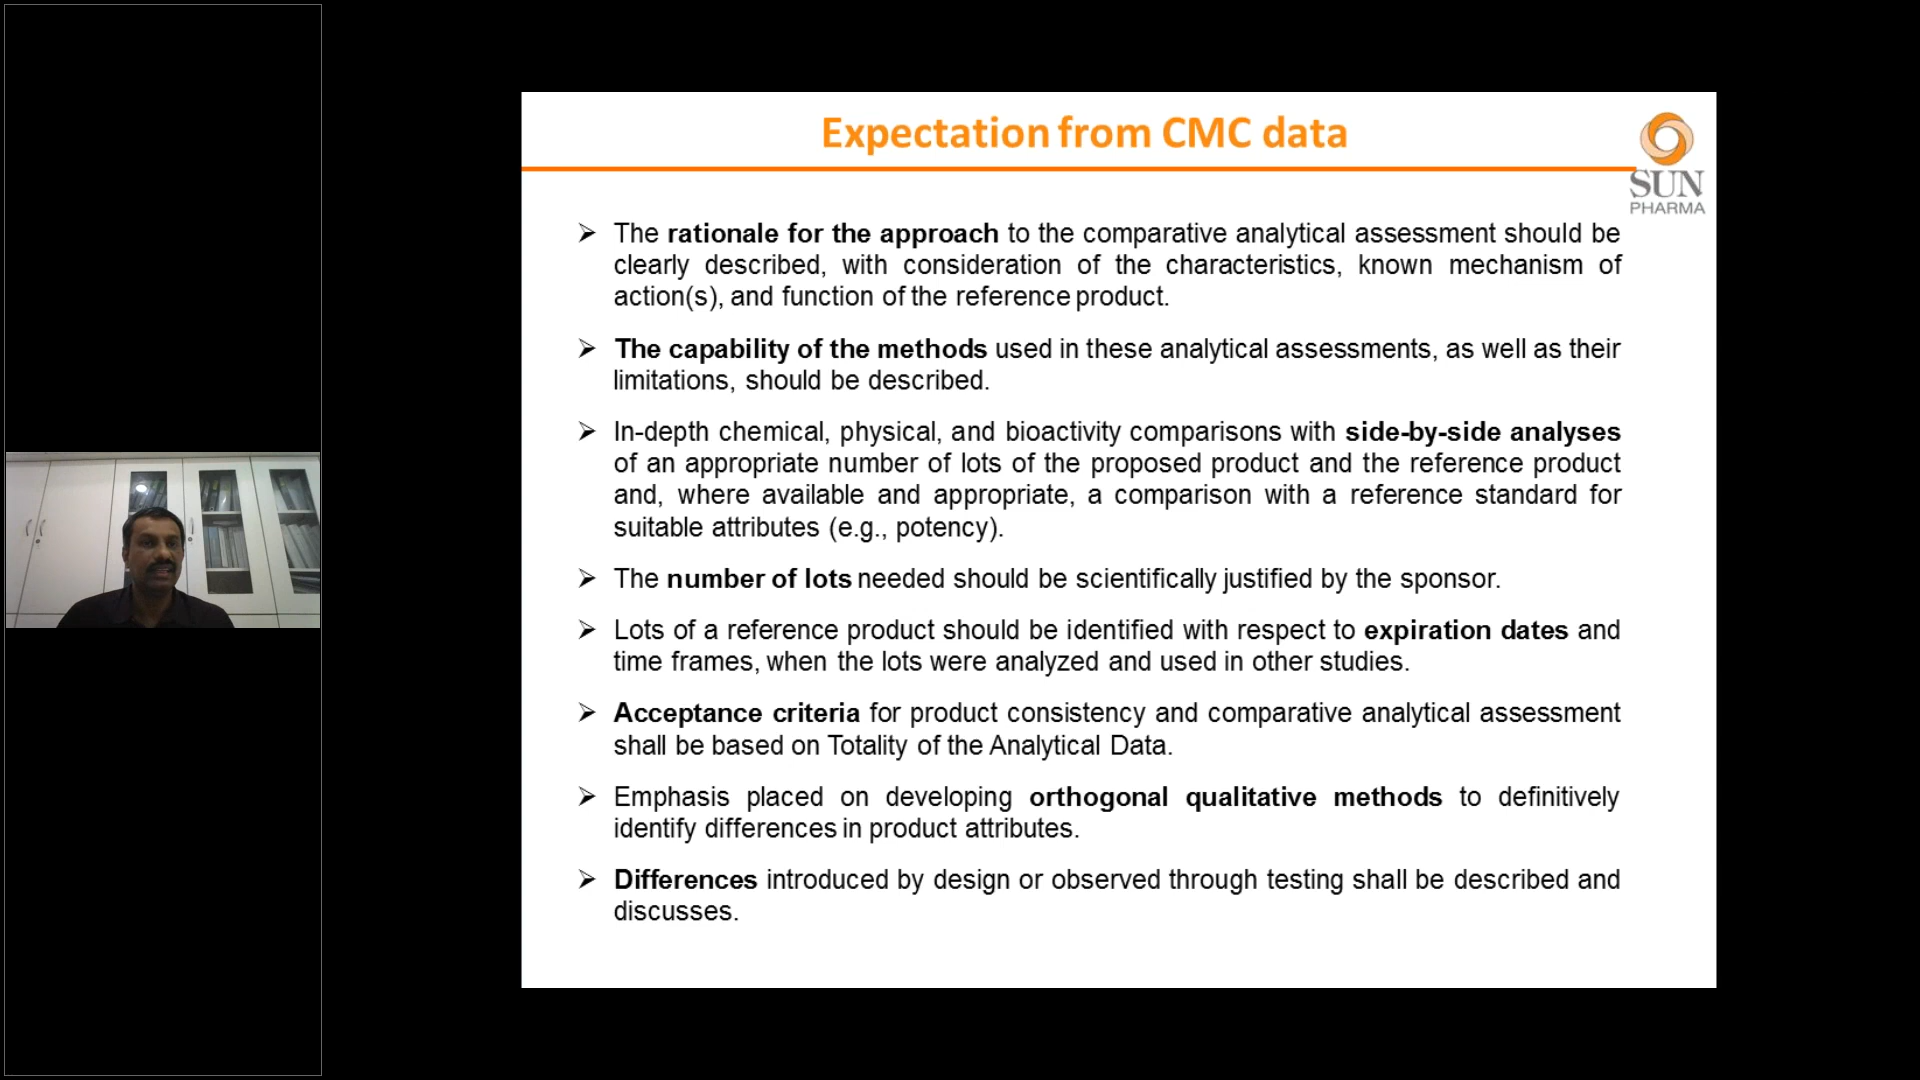 Expectation from CMC data
SUN
PHARMA
The rationale for the approach to the comparative analytical assessment should be
clearly described, with consideration of the characteristics, known mechanism of
action(s), and function of the reference product.
The capability of the methods used in these analytical assessments, as well as their
limitations, should be described.
In-depth chemical, physical, and bioactivity comparisons with side-by-side analyses
of an appropriate number of lots of the proposed product and the reference product
and, where available and appropriate, a comparison with a reference standard for
suitable attributes (e.g., potency).
The number of lots needed should be scientifically justified by the sponsor.
Lots of a reference product should be identified with respect to expiration dates and
time frames, when the lots were analyzed and used in other studies.
Acceptance criteria for product consistency and comparative analytical assessment
shall be based on Totality of the Analytical Data.
Emphasis placed on developing orthogonal qualitative methods to definitively
identify differences in product attributes.
Differences introduced by design or observed through testing shall be described and
discusses.